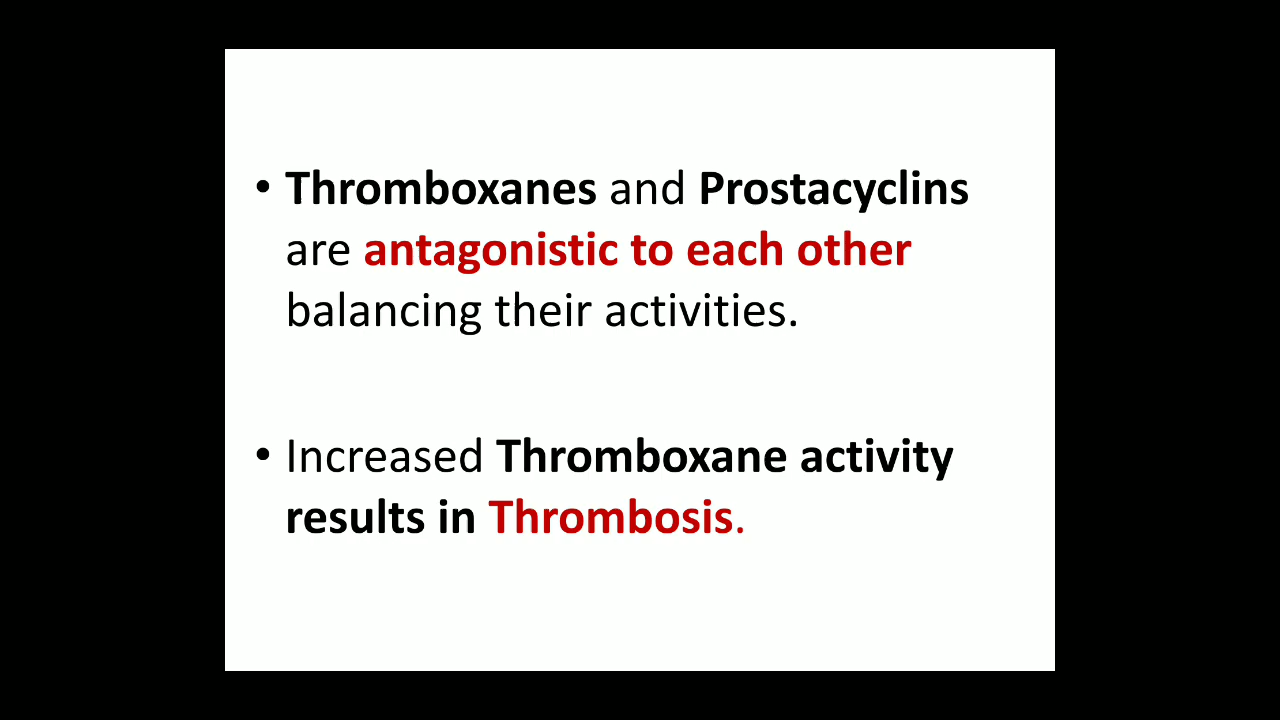 • Thromboxanes and Prostacyclins
are antagonistic to each other
balancing their activities.
• Increased Thromboxane activity
results in Thrombosis.